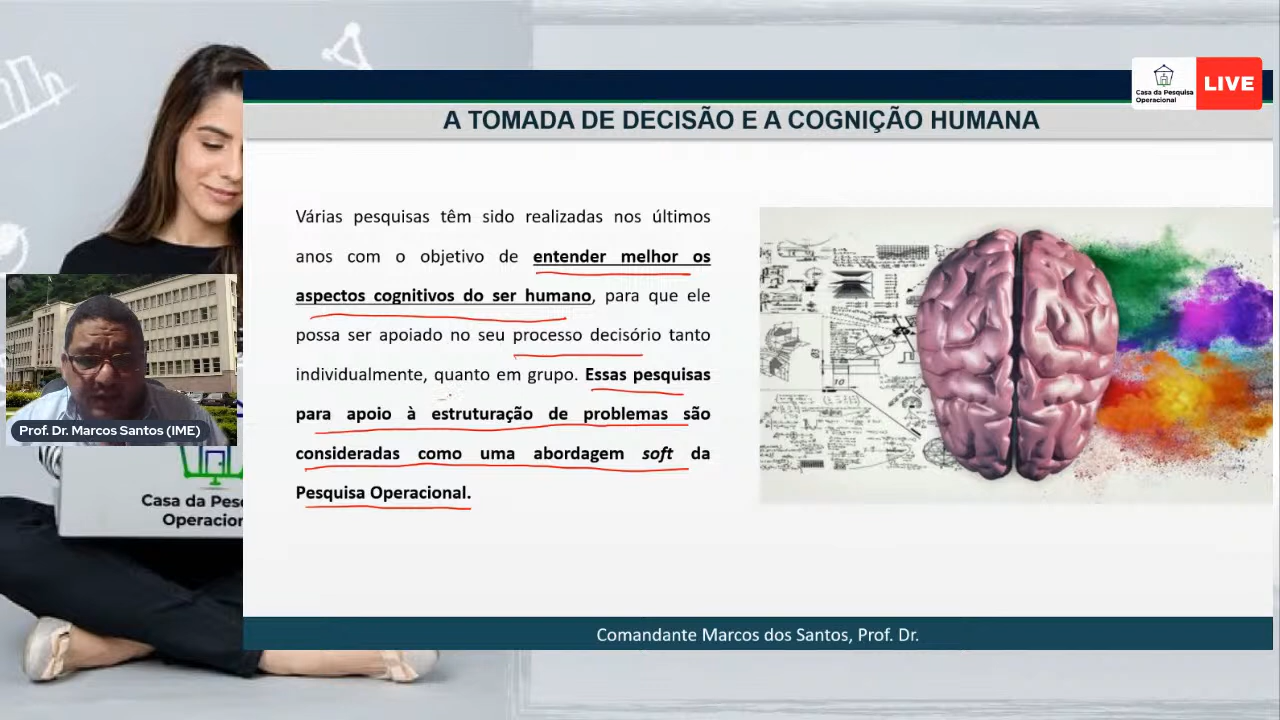 Casa da Pesquisa
Operacional
LIVE
A TOMADA DE DECISÃO E A COGNIÇÃO HUMANA
Várias pesquisas têm sido realizadas nos últimos
anos com o objetivo de entender melhor os
aspectos cognitivos do ser humano, para que ele
possa ser apoiado no seu processo decisório tanto
individualmente, quanto em grupo. Essas pesquisas
para apoio à estruturação de problemas são
consideradas como uma abordagem soft da
Pesquisa Operacional.
Prof. Dr. Marcos Santos (IME)
Casa da Pes
Operacion
Comandante Marcos dos Santos, Prof. Dr.